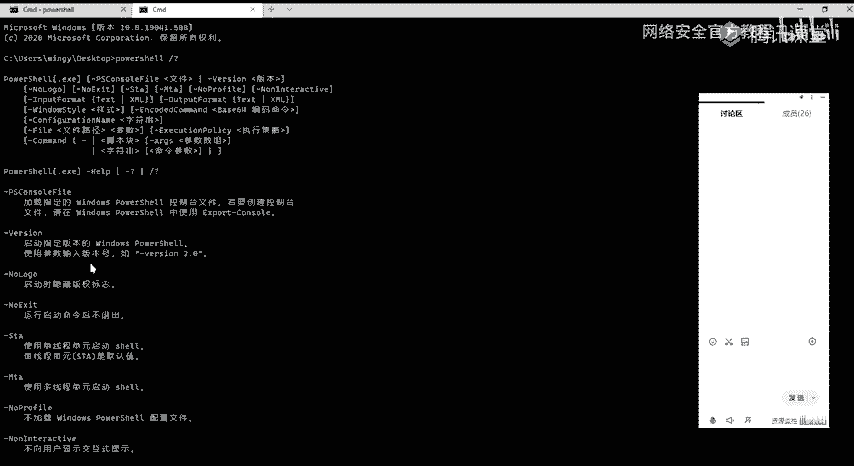 Cmd - powershell
Cmd
Microsoft Windows [版本 10.0.19041.508]
(c) 2020 Microsoft Corporation. 保留所有权利。
C:\Users\mingy\Desktop>powershell /?
PowerShell[.exe] [-PSConsoleFile <文件> | -Version <版本>]
[-NoLogo] [-NoExit] [-Sta] [-Mta] [-NoProfile] [-NonInteractive]
[-InputFormat {Text | XML}] [-OutputFormat {Text | XML}]
[-WindowStyle <样式>] [-EncodedCommand <Base64 编码命令>]
[-ConfigurationName <字符串>]
[-File <文件路径> <参数>] [-ExecutionPolicy <执行策略>]
[-Command { - | <脚本块> [-args <参数数组>]
| <字符串> [<命令参数>] } ]
PowerShell[.exe] -Help | -? | /?
-PSConsoleFile
加载指定的 Windows PowerShell 控制台文件。若要创建控制台
文件，请在 Windows PowerShell 中使用 Export-Console。
-Version
启动指定版本的 Windows PowerShell。
使用参数输入版本号，如 "-version 2.0"。
-NoLogo
启动时隐藏版权标志。
-NoExit
运行启动命令后不退出。
-Sta
使用单线程单元启动 shell。
单线程单元(STA)是默认值。
-Mta
使用多线程单元启动 shell。
-NoProfile
不加载 Windows PowerShell 配置文件。
-NonInteractive
不向用户显示交互式提示。
网络安全官方教程
腾讯课堂
讨论区
成员(26)
发送